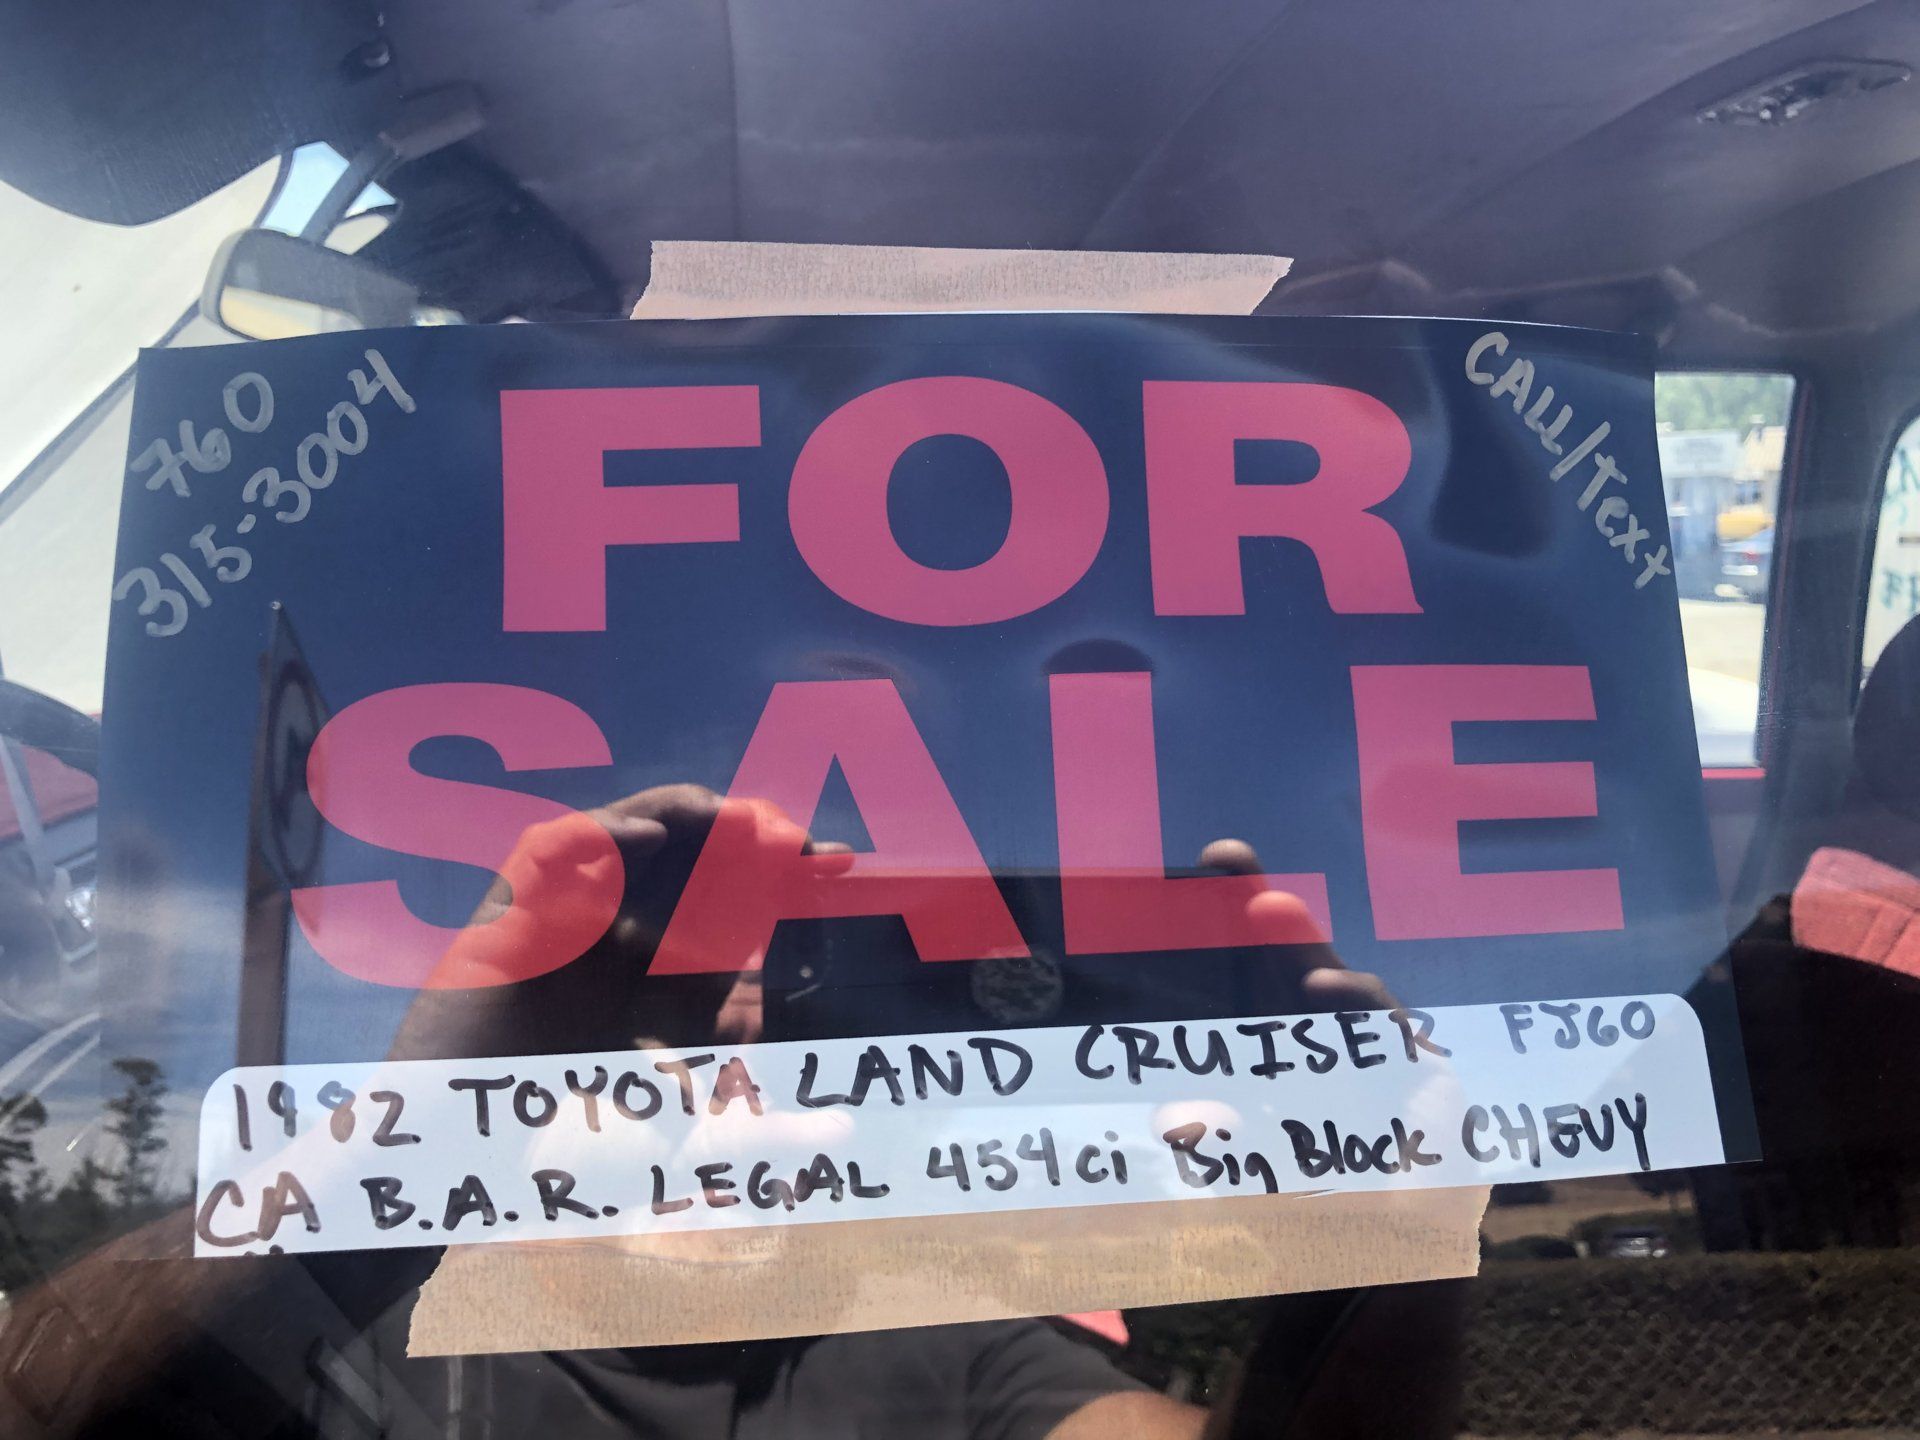 760
315-3004
CALL/Text
FOR
SALE
1982 TOYOTA LAND CRUISER FJ60
CA B.A.R. LEGAL 454ci Big Block CHEVY